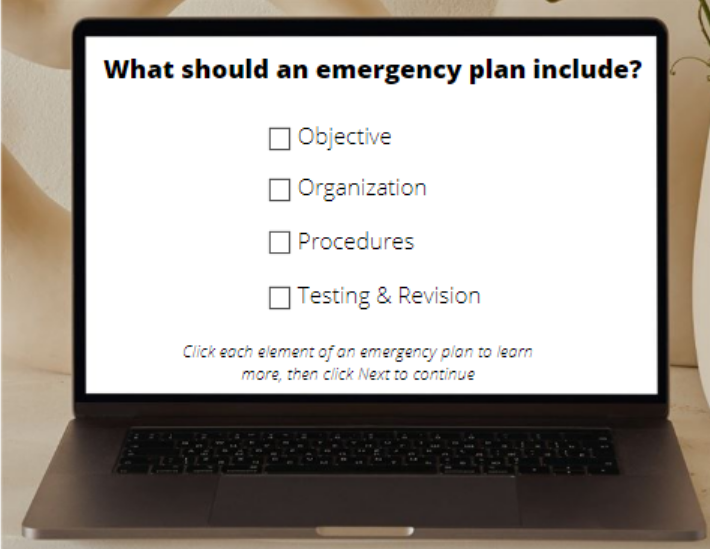 What should an emergency plan include?
Objective
Organization
Procedures
Testing & Revision
Click each element of an emergency plan to learn
more, then click Next to continue